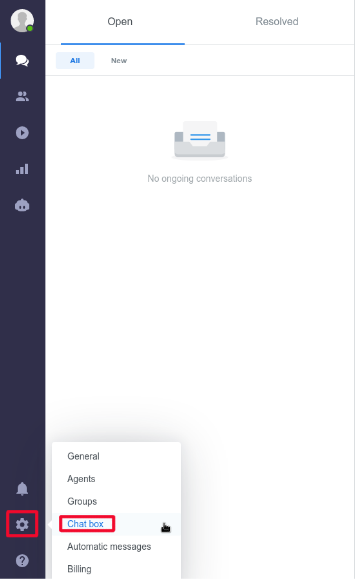 Open
Resolved
All
New
No ongoing conversations
General
Agents
Groups
Chat box
Automatic messages
Billing